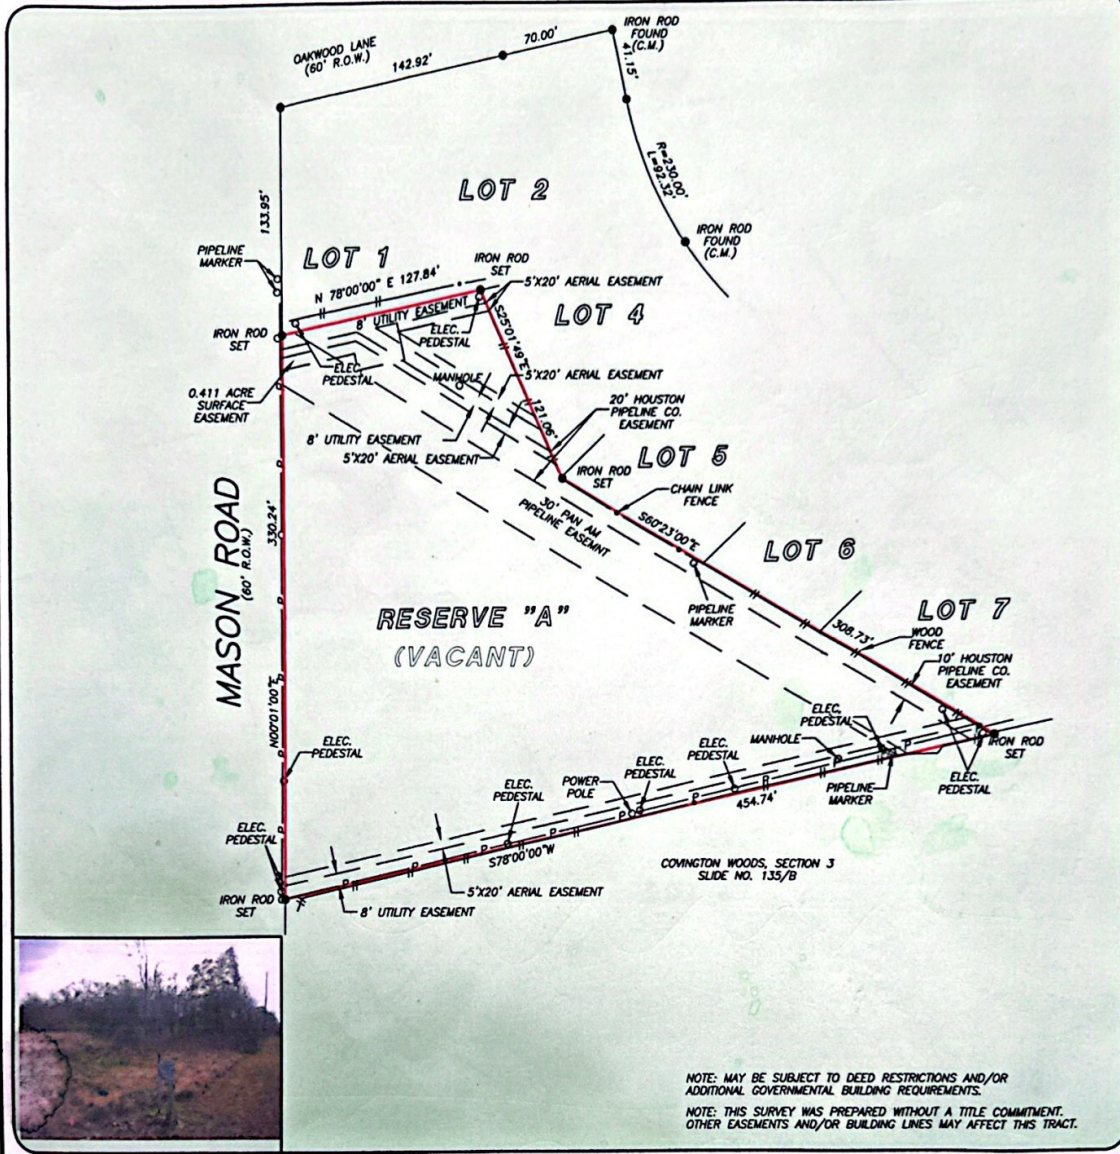 OAKWOOD LANE
(60' R.O.W.)
142.92'
70.00'
IRON ROD
FOUND
(C.M.)
41.15'
R=230.00'
L=92.32'
IRON ROD
FOUND
(C.M.)
LOT 2
133.95'
PIPELINE
MARKER
LOT 1
N 78°00'00" E 127.84'
IRON ROD
SET
5'X20' AERIAL EASEMENT
LOT 4
8' UTILITY EASEMENT
ELEC.
PEDESTAL
S25°01'49"E
121.06'
IRON ROD
SET
ELEC.
PEDESTAL
MANHOLE
5'X20' AERIAL EASEMENT
0.411 ACRE
SURFACE
EASEMENT
20' HOUSTON
PIPELINE CO.
EASEMENT
8' UTILITY EASEMENT
5'X20' AERIAL EASEMENT
LOT 5
IRON ROD
SET
CHAIN LINK
FENCE
30' PAN AM
PIPELINE EASEMNT
S60°23'00"E
308.73'
LOT 6
MASON ROAD
(60' R.O.W.)
330.24'
N00°01'00"E
PIPELINE
MARKER
RESERVE "A"
(VACANT)
LOT 7
WOOD
FENCE
10' HOUSTON
PIPELINE CO.
EASEMENT
ELEC.
PEDESTAL
MANHOLE
IRON ROD
SET
ELEC.
PEDESTAL
ELEC.
PEDESTAL
ELEC.
PEDESTAL
ELEC.
PEDESTAL
POWER
POLE
ELEC.
PEDESTAL
PIPELINE
MARKER
454.74'
ELEC.
PEDESTAL
S78°00'00"W
COVINGTON WOODS, SECTION 3
SLIDE NO. 135/B
5'X20' AERIAL EASEMENT
IRON ROD
SET
8' UTILITY EASEMENT
NOTE: MAY BE SUBJECT TO DEED RESTRICTIONS AND/OR
ADDITIONAL GOVERNMENTAL BUILDING REQUIREMENTS.
NOTE: THIS SURVEY WAS PREPARED WITHOUT A TITLE COMMITMENT.
OTHER EASEMENTS AND/OR BUILDING LINES MAY AFFECT THIS TRACT.